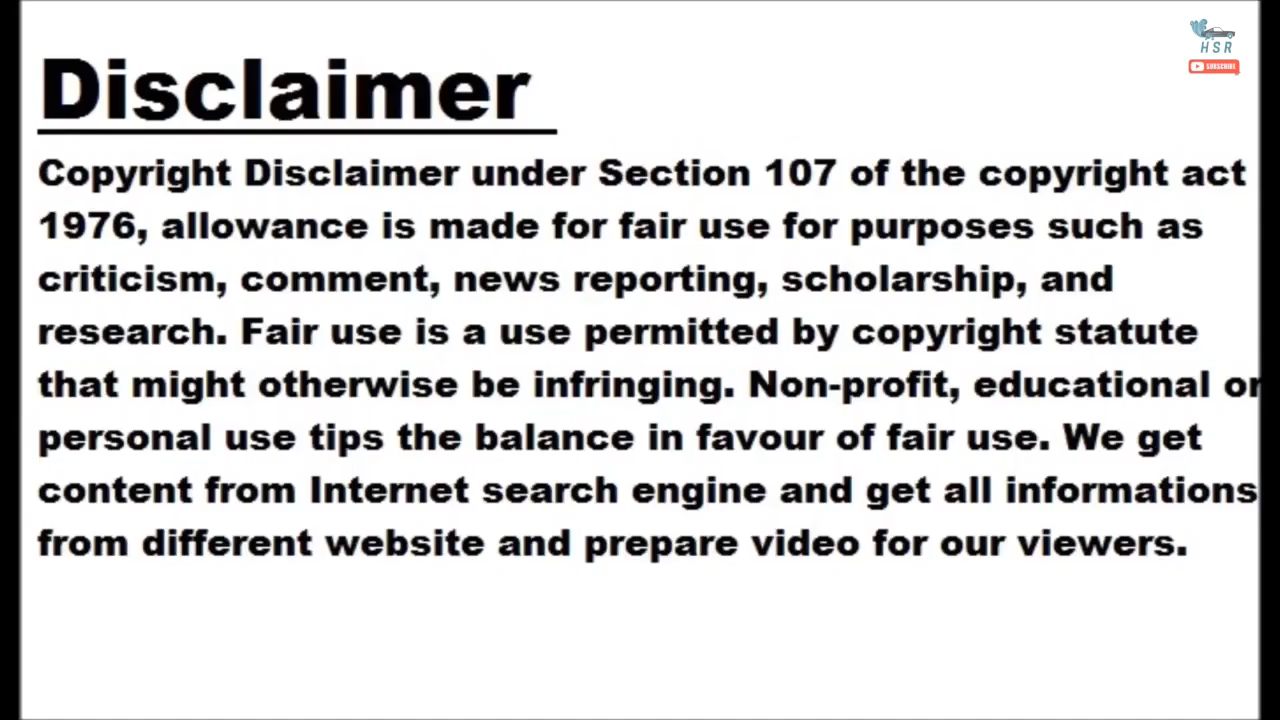 HSR
SUBSCRIBE
Disclaimer
Copyright Disclaimer under Section 107 of the copyright act
1976, allowance is made for fair use for purposes such as
criticism, comment, news reporting, scholarship, and
research. Fair use is a use permitted by copyright statute
that might otherwise be infringing. Non-profit, educational or
personal use tips the balance in favour of fair use. We get
content from Internet search engine and get all informations
from different website and prepare video for our viewers.